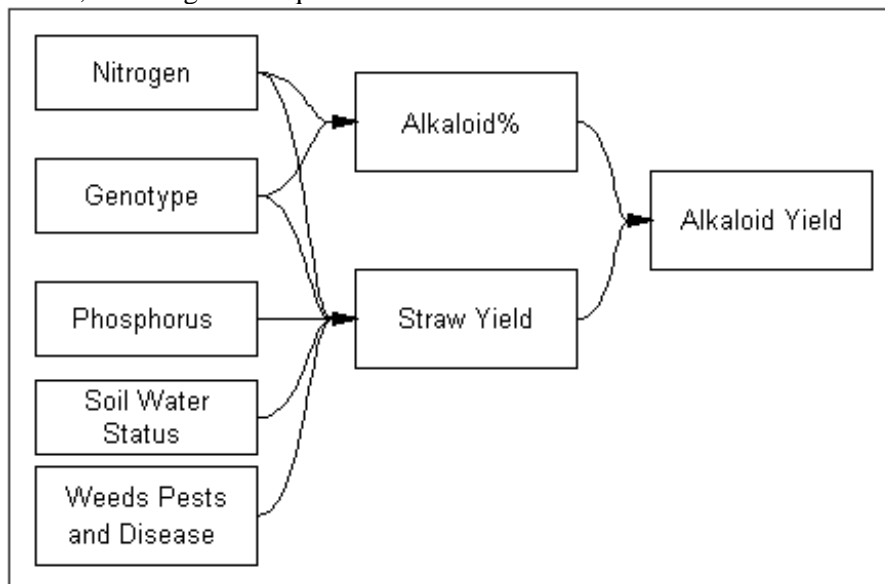 Nitrogen
Genotype
Phosphorus
Soil Water
Status
Weeds Pests
and Disease
Alkaloid%
Straw Yield
Alkaloid Yield